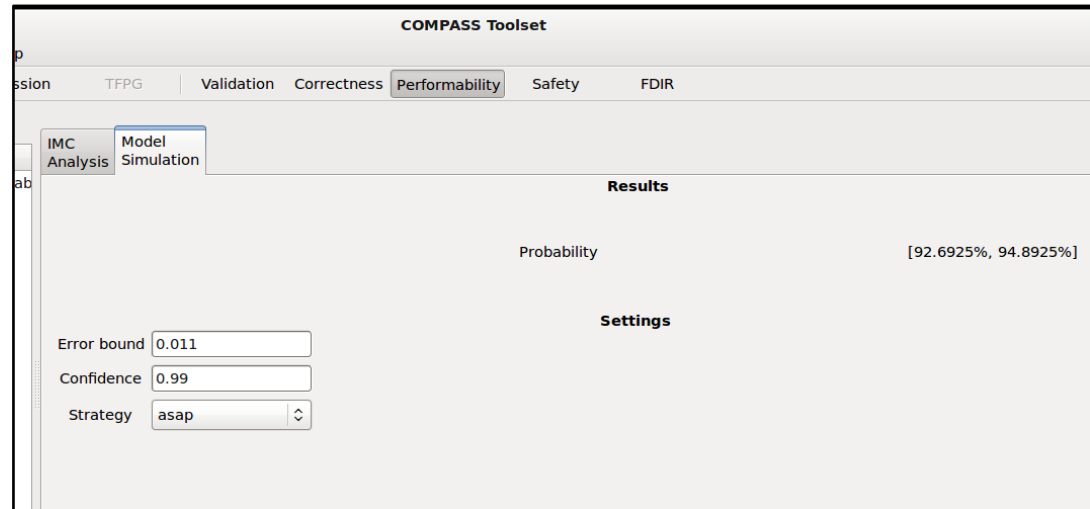 COMPASS Toolset
p
ssion TFPG Validation Correctness Performability Safety FDIR
IMC Analysis
Model Simulation
ab
Results
Probability [92.6925%, 94.8925%]
Settings
Error bound 0.011
Confidence 0.99
Strategy asap